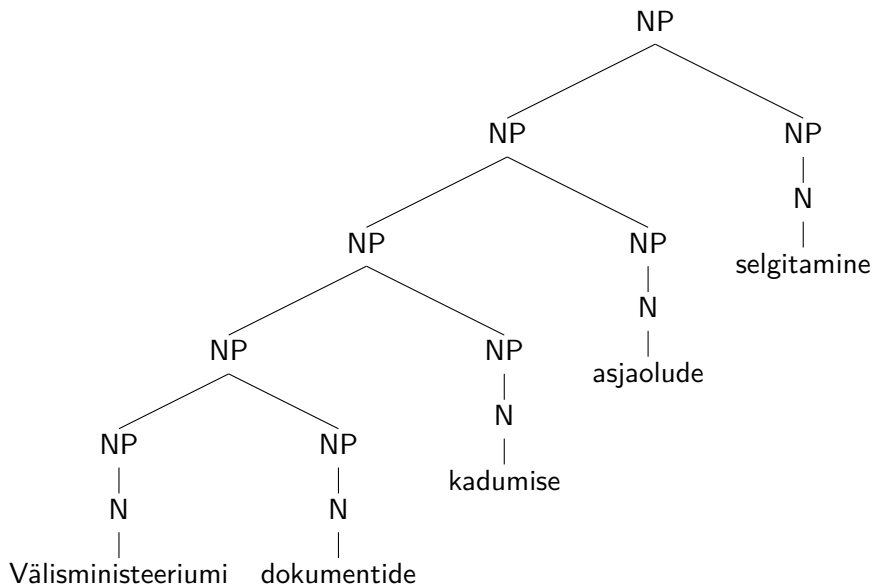 NP
NP NP
N
NP NP selgitamine
N
NP NP asjaolude
N
NP NP kadumise
N N
Välisministeeriumi dokumentide